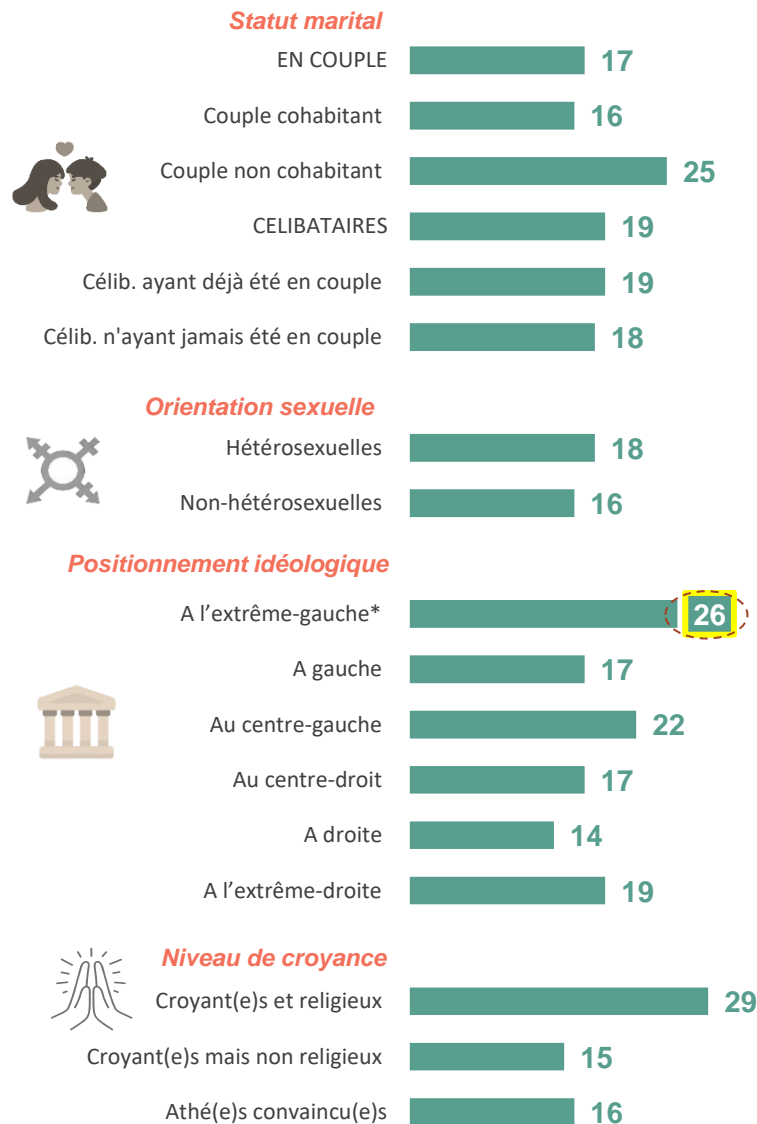 Statut marital
EN COUPLE 17
Couple cohabitant 16
Couple non cohabitant 25
CELIBATAIRES 19
Célib. ayant déjà été en couple 19
Célib. n'ayant jamais été en couple 18
Orientation sexuelle
Hétérosexuelles 18
Non-hétérosexuelles 16
Positionnement idéologique
A l’extrême-gauche* 26
A gauche 17
Au centre-gauche 22
Au centre-droit 17
A droite 14
A l’extrême-droite 19
Niveau de croyance
Croyant(e)s et religieux 29
Croyant(e)s mais non religieux 15
Athé(e)s convaincu(e)s 16